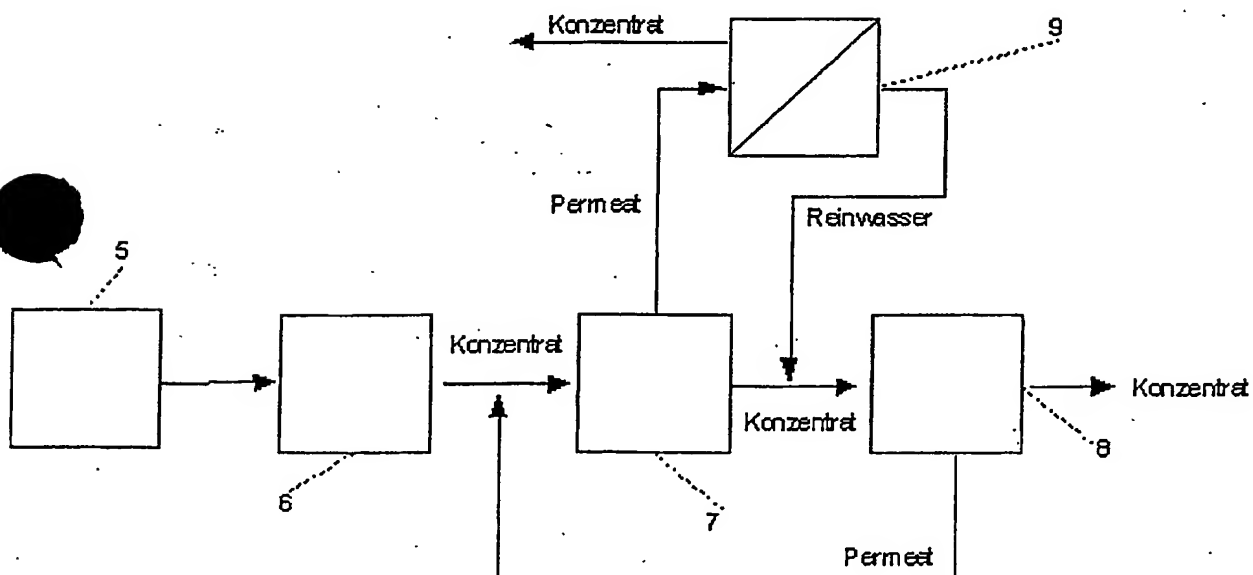 Konzentrat
9
Permeat
Reinwasser
5
Konzentrat
Konzentrat
Konzentrat
8
6
7
Permeat